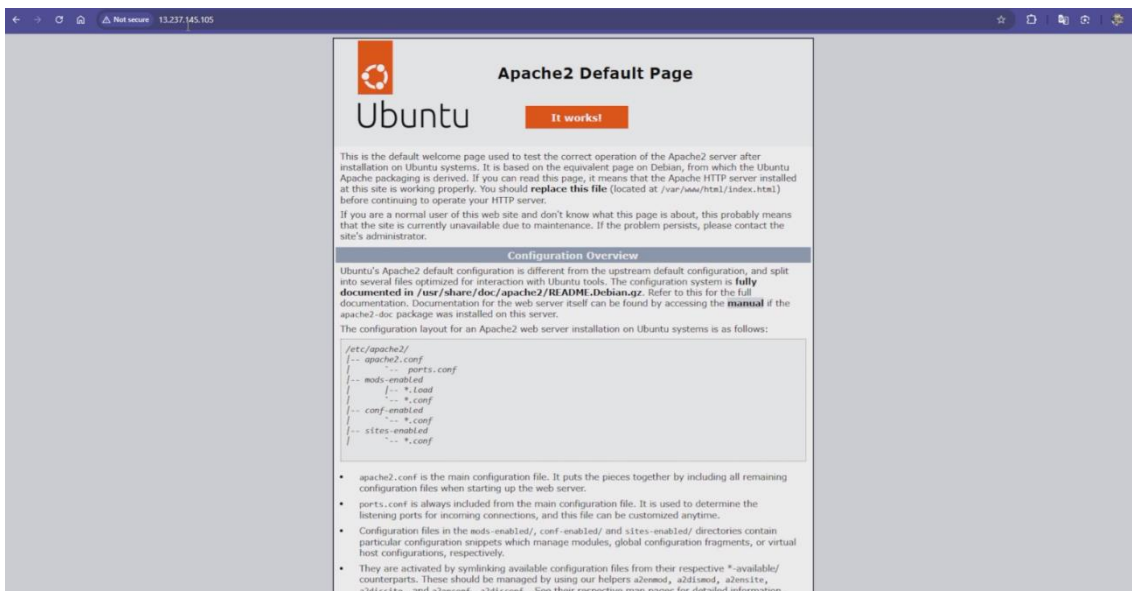 Not secure 13.237.145.105
Apache2 Default Page
Ubuntu
It works!
This is the default welcome page used to test the correct operation of the Apache2 server after
installation on Ubuntu systems. It is based on the equivalent page on Debian, from which the Ubuntu
Apache packaging is derived. If you can read this page, it means that the Apache HTTP server installed
at this site is working properly. You should replace this file (located at /var/www/html/index.html)
before continuing to operate your HTTP server.
If you are a normal user of this web site and don't know what this page is about, this probably means
that the site is currently unavailable due to maintenance. If the problem persists, please contact the
site's administrator.
Configuration Overview
Ubuntu's Apache2 default configuration is different from the upstream default configuration, and split
into several files optimized for interaction with Ubuntu tools. The configuration system is fully
documented in /usr/share/doc/apache2/README.Debian.gz. Refer to this for the full
documentation. Documentation for the web server itself can be found by accessing the manual if the
apache2-doc package was installed on this server.
The configuration layout for an Apache2 web server installation on Ubuntu systems is as follows:
/etc/apache2/
|-- apache2.conf
|       `--  ports.conf
|-- mods-enabled
|       |-- *.load
|       `-- *.conf
|-- conf-enabled
|       `-- *.conf
|-- sites-enabled
|       `-- *.conf
• apache2.conf is the main configuration file. It puts the pieces together by including all remaining
configuration files when starting up the web server.
• ports.conf is always included from the main configuration file. It is used to determine the
listening ports for incoming connections, and this file can be customized anytime.
• Configuration files in the mods-enabled/, conf-enabled/ and sites-enabled/ directories contain
particular configuration snippets which manage modules, global configuration fragments, or virtual
host configurations, respectively.
• They are activated by symlinking available configuration files from their respective *-available/
counterparts. These should be managed by using our helpers a2enmod, a2dismod, a2ensite,
a2dissite, and a2enconf, a2disconf . See their respective man pages for detailed information.